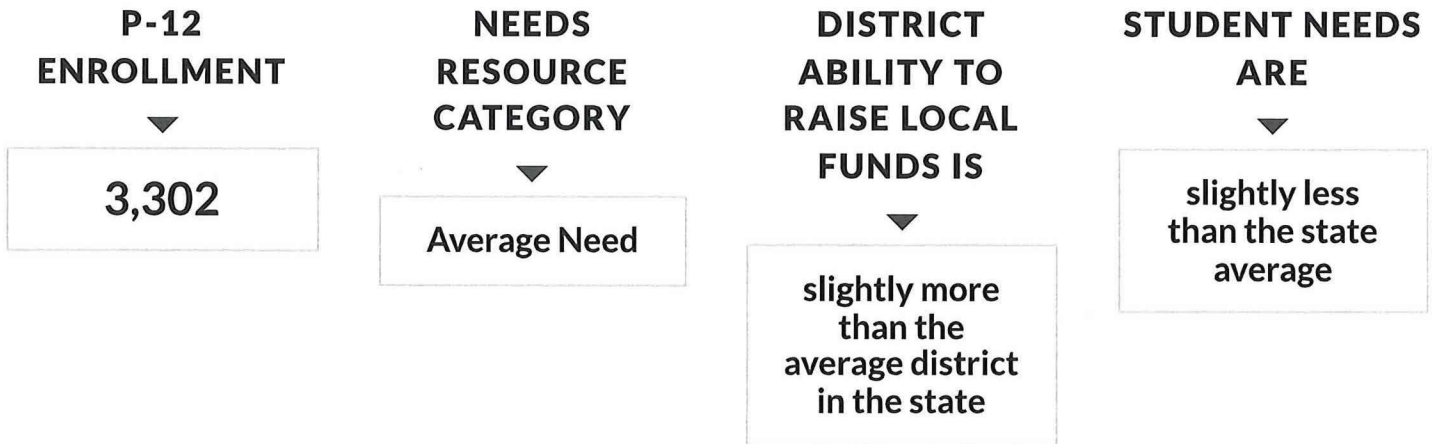 P-12
ENROLLMENT
3,302
NEEDS
RESOURCE
CATEGORY
Average Need
DISTRICT
ABILITY TO
RAISE LOCAL
FUNDS IS
slightly more
than the
average district
in the state
STUDENT NEEDS
ARE
slightly less
than the state
average